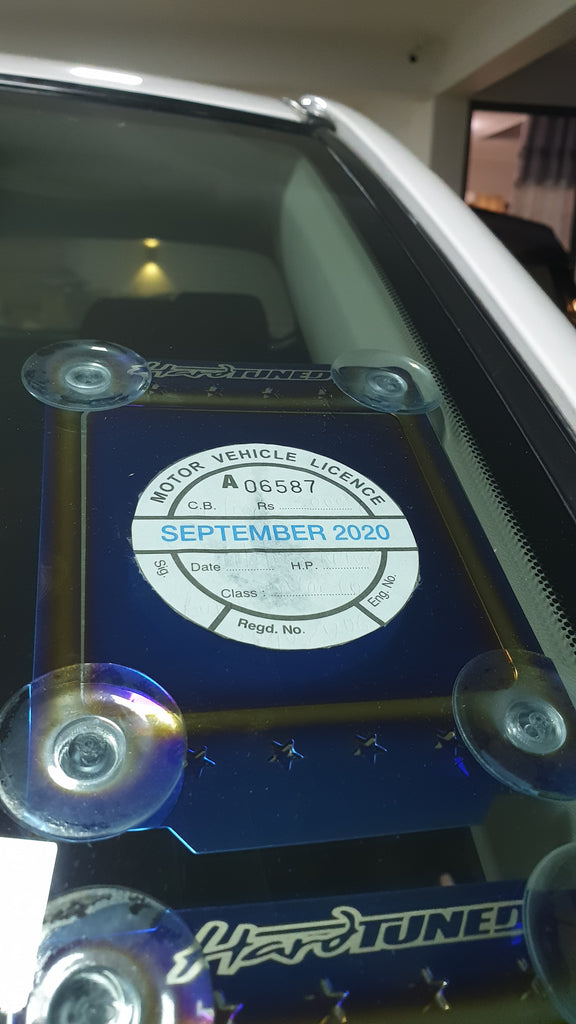 HardTUNED
MOTOR VEHICLE LICENCE
A 06587
C.B. Rs
SEPTEMBER 2020
Sig. Date H.P. Eng. No.
Class :
Regd. No.
HardTUNED